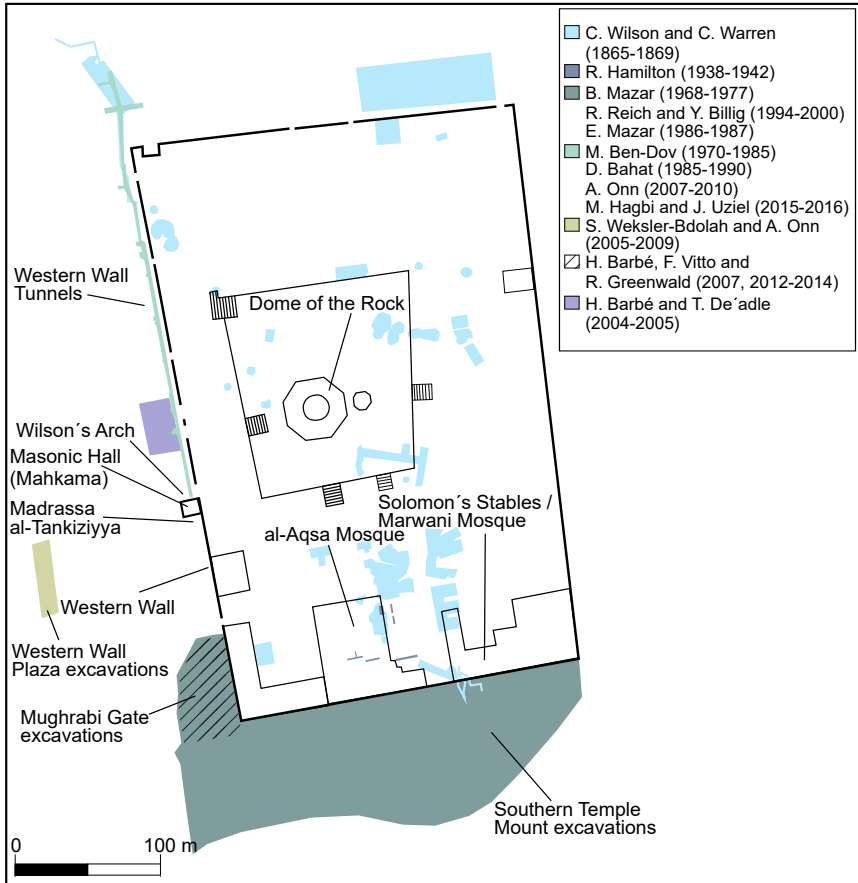 C. Wilson and C. Warren
(1865-1869)
R. Hamilton (1938-1942)
B. Mazar (1968-1977)
R. Reich and Y. Billig (1994-2000)
E. Mazar (1986-1987)
M. Ben-Dov (1970-1985)
D. Bahat (1985-1990)
A. Onn (2007-2010)
M. Hagbi and J. Uziel (2015-2016)
S. Weksler-Bdolah and A. Onn
(2005-2009)
H. Barbé, F. Vitto and
R. Greenwald (2007, 2012-2014)
H. Barbé and T. De´adle
(2004-2005)
Western Wall
Tunnels
Dome of the Rock
Wilson´s Arch
Masonic Hall
(Mahkama)
Madrassa
al-Tankiziyya
Solomon´s Stables /
Marwani Mosque
al-Aqsa Mosque
Western Wall
Western Wall
Plaza excavations
Mughrabi Gate
excavations
Southern Temple
Mount excavations
0 100 m